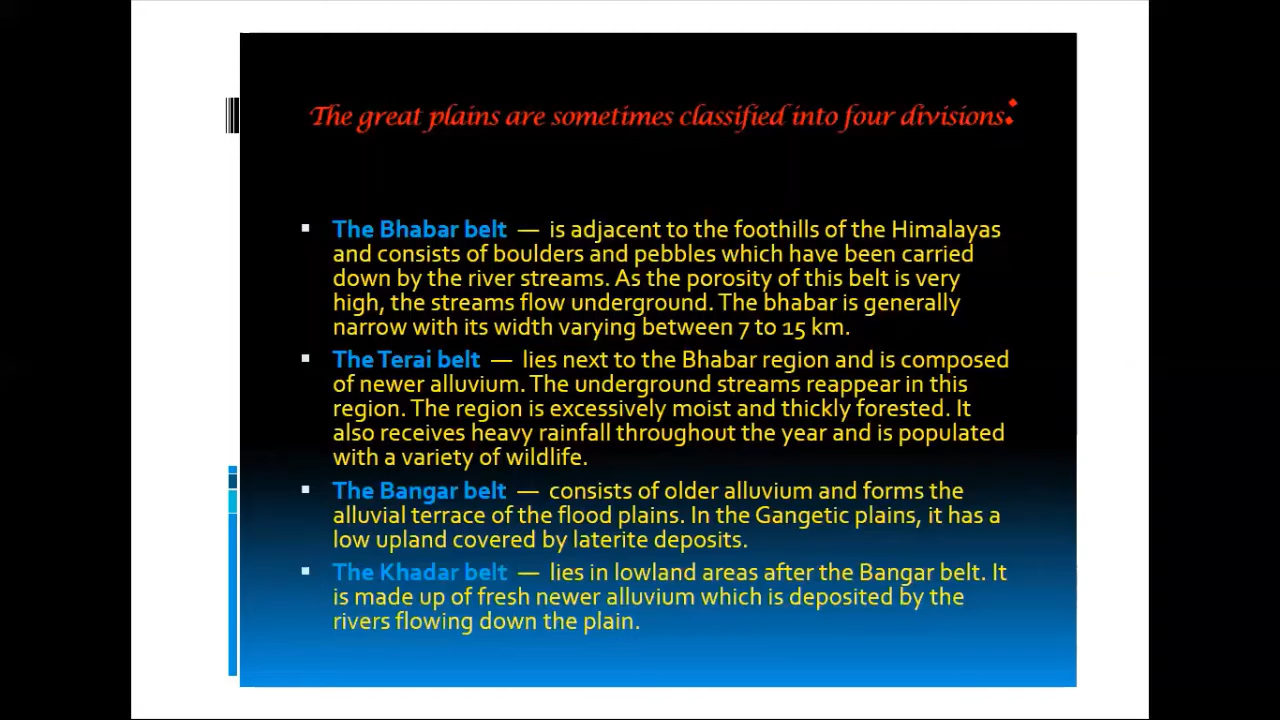 The great plains are sometimes classified into four divisions:
The Bhabar belt — is adjacent to the foothills of the Himalayas
and consists of boulders and pebbles which have been carried
down by the river streams. As the porosity of this belt is very
high, the streams flow underground. The bhabar is generally
narrow with its width varying between 7 to 15 km.
The Terai belt — lies next to the Bhabar region and is composed
of newer alluvium. The underground streams reappear in this
region. The region is excessively moist and thickly forested. It
also receives heavy rainfall throughout the year and is populated
with a variety of wildlife.
The Bangar belt — consists of older alluvium and forms the
alluvial terrace of the flood plains. In the Gangetic plains, it has a
low upland covered by laterite deposits.
The Khadar belt — lies in lowland areas after the Bangar belt. It
is made up of fresh newer alluvium which is deposited by the
rivers flowing down the plain.